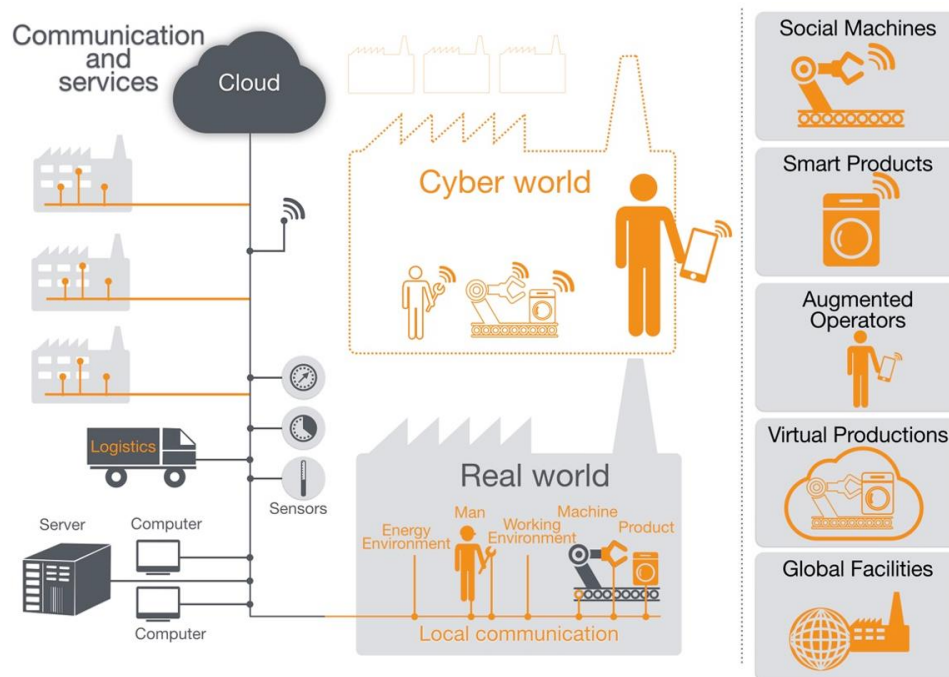 Communication
and
services
Cloud
Cyber world
Logistics
Sensors
Server
Computer
Computer
Real world
Energy
Environment
Man
Working
Environment
Machine
Product
Local communication
Social Machines
Smart Products
Augmented
Operators
Virtual Productions
Global Facilities